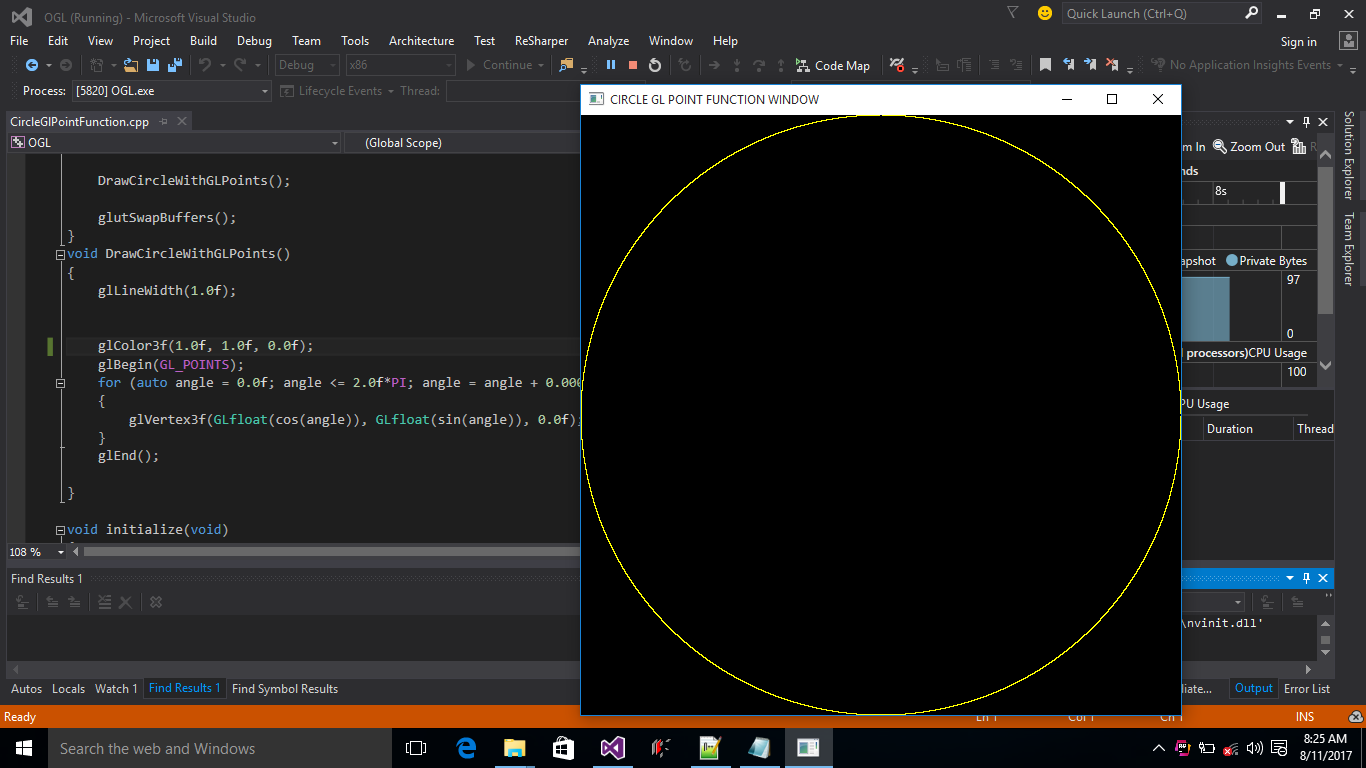 OGL (Running) - Microsoft Visual Studio
Quick Launch (Ctrl+Q)
File Edit View Project Build Debug Team Tools Architecture Test ReSharper Analyze Window Help
Sign in
Debug x86 Continue Code Map No Application Insights Events
Process: [5820] OGL.exe Lifecycle Events Thread:
CIRCLE GL POINT FUNCTION WINDOW
CircleGlPointFunction.cpp
OGL (Global Scope)
DrawCircleWithGLPoints();
glutSwapBuffers();
}
void DrawCircleWithGLPoints()
{
glLineWidth(1.0f);
glColor3f(1.0f, 1.0f, 0.0f);
glBegin(GL_POINTS);
for (auto angle = 0.0f; angle <= 2.0f*PI; angle = angle + 0.000
{
glVertex3f(GLfloat(cos(angle)), GLfloat(sin(angle)), 0.0f);
}
glEnd();
}
void initialize(void)
108 %
Find Results 1
Autos Locals Watch 1 Find Results 1 Find Symbol Results
Ready
m In Zoom Out
nds
8s
apshot Private Bytes
97
0
processors)CPU Usage
100
PU Usage
Duration Thread
\nvinit.dll'
iate... Output Error List
Ln 1 Col 1 Ch 1 INS
Solution Explorer
Team Explorer
Search the web and Windows
8:25 AM
8/11/2017